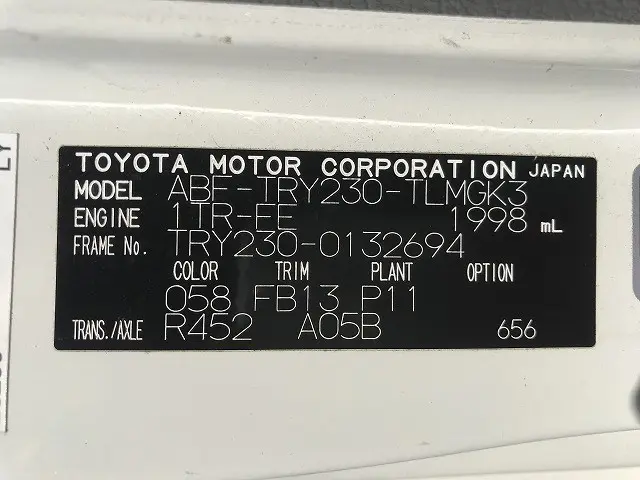 TOYOTA MOTOR CORPORATION JAPAN
MODEL ABF-TRY230-TLMGK3
ENGINE 1TR-FE 1998 mL
FRAME No. TRY230-0132694
COLOR TRIM PLANT OPTION
058 FB13 P11
TRANS./AXLE R452 A05B 656
LY